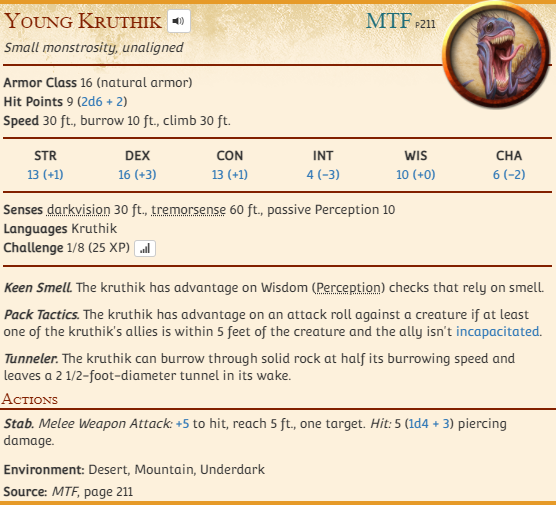 Young Kruthik MTF p211
Small monstrosity, unaligned
Armor Class 16 (natural armor)
Hit Points 9 (2d6 + 2)
Speed 30 ft., burrow 10 ft., climb 30 ft.
STR DEX CON INT WIS CHA
13 (+1) 16 (+3) 13 (+1) 4 (−3) 10 (+0) 6 (−2)
Senses darkvision 30 ft., tremorsense 60 ft., passive Perception 10
Languages Kruthik
Challenge 1/8 (25 XP)
Keen Smell. The kruthik has advantage on Wisdom (Perception) checks that rely on smell.
Pack Tactics. The kruthik has advantage on an attack roll against a creature if at least
one of the kruthik's allies is within 5 feet of the creature and the ally isn't incapacitated.
Tunneler. The kruthik can burrow through solid rock at half its burrowing speed and
leaves a 2 1/2-foot-diameter tunnel in its wake.
Actions
Stab. Melee Weapon Attack: +5 to hit, reach 5 ft., one target. Hit: 5 (1d4 + 3) piercing
damage.
Environment: Desert, Mountain, Underdark
Source: MTF, page 211